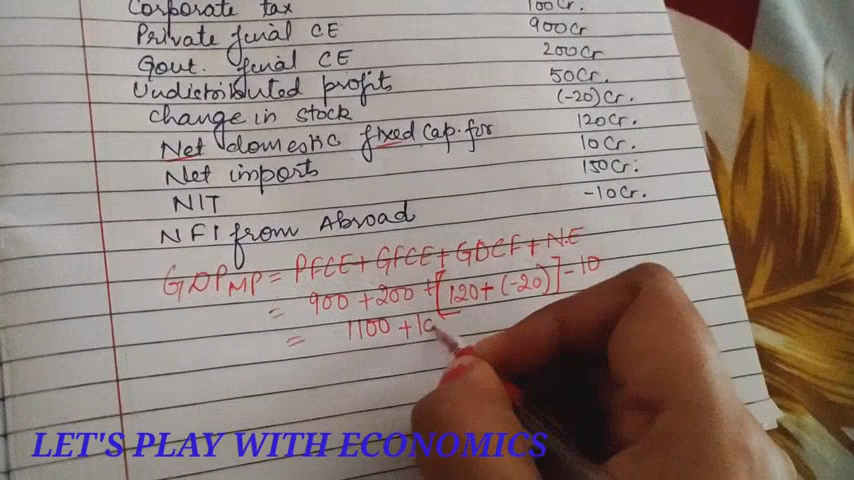 Corporate tax 100Cr.
Private final CE 900Cr
Govt. final CE 200Cr
Undistributed profits 50Cr.
Change in stock (-20)Cr.
Net domestic fixed cap. for 120Cr.
Net imports 10Cr.
NIT 150Cr.
NFI from Abroad -10Cr.
GDPMP = PFCE + GFCE + GDCF + N.E
= 900 + 200 + [120 + (-20)] - 10
= 1100 + 10
LET'S PLAY WITH ECONOMICS